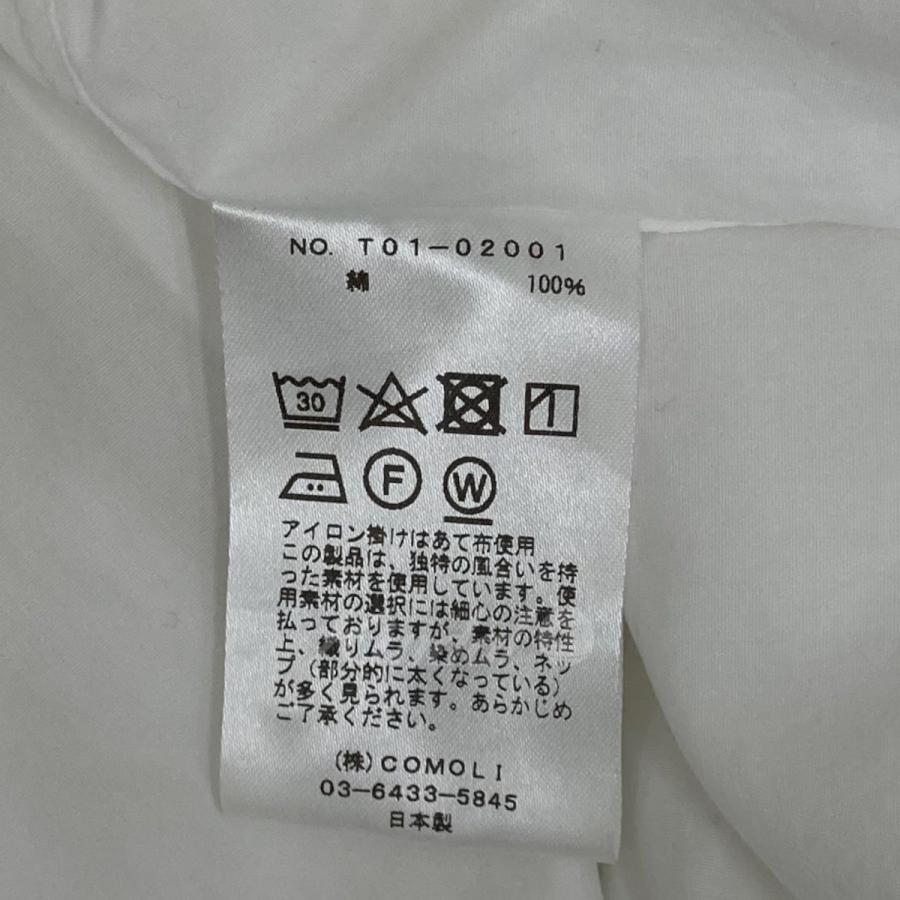 NO. T01-02001
綿 100%
30
F
W
アイロン掛けはあて布使用
この製品は、独特の風合いを持
った素材を使用しています。使
用素材の選択には細心の注意を
払っておりますが、素材の特性
上、織りムラ、染めムラ、ネッ
プ（部分的に太くなっている）
が多く見られます。あらかじめ
ご了承ください。
(株)COMOLI
03-6433-5845
日本製